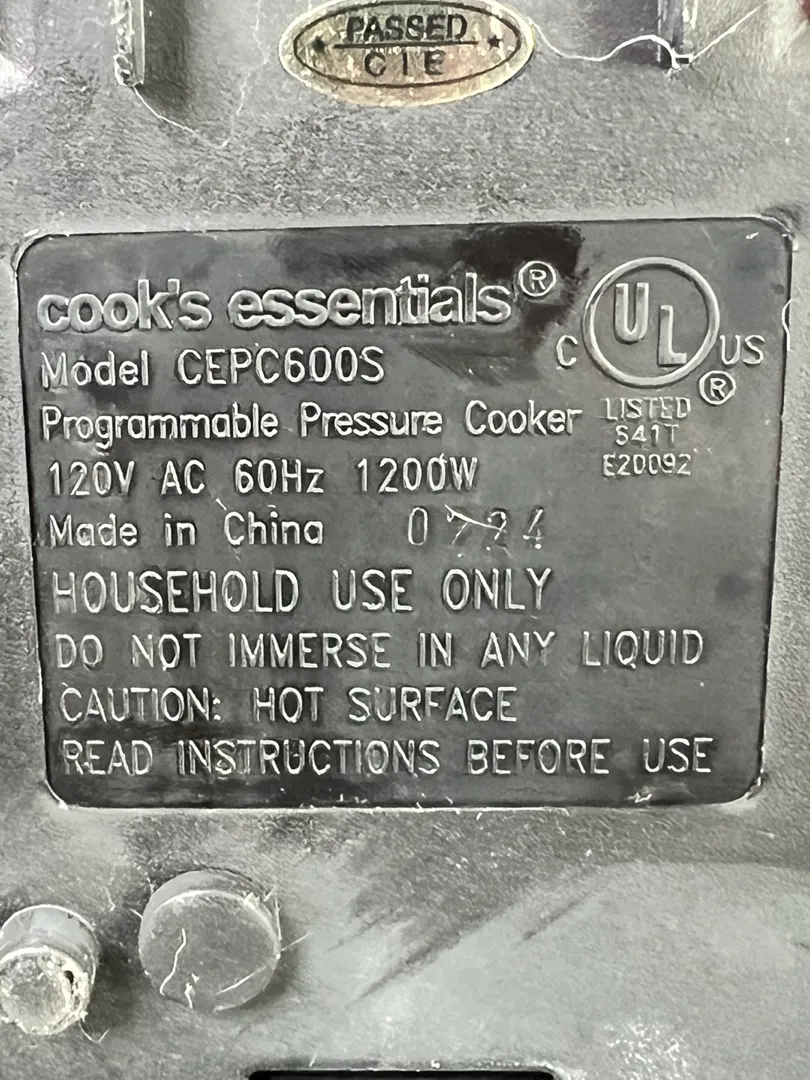 PASSED
CIE
cook's essentials®
Model CEPC600S
Programmable Pressure Cooker
120V AC 60Hz 1200W
Made in China
HOUSEHOLD USE ONLY
DO NOT IMMERSE IN ANY LIQUID
CAUTION: HOT SURFACE
READ INSTRUCTIONS BEFORE USE
C UL US ®
LISTED
S41T
E20092